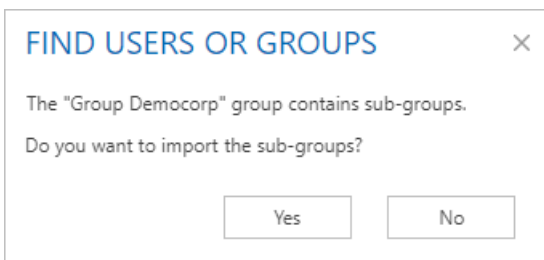 FIND USERS OR GROUPS
The "Group Democorp" group contains sub-groups.
Do you want to import the sub-groups?
Yes No